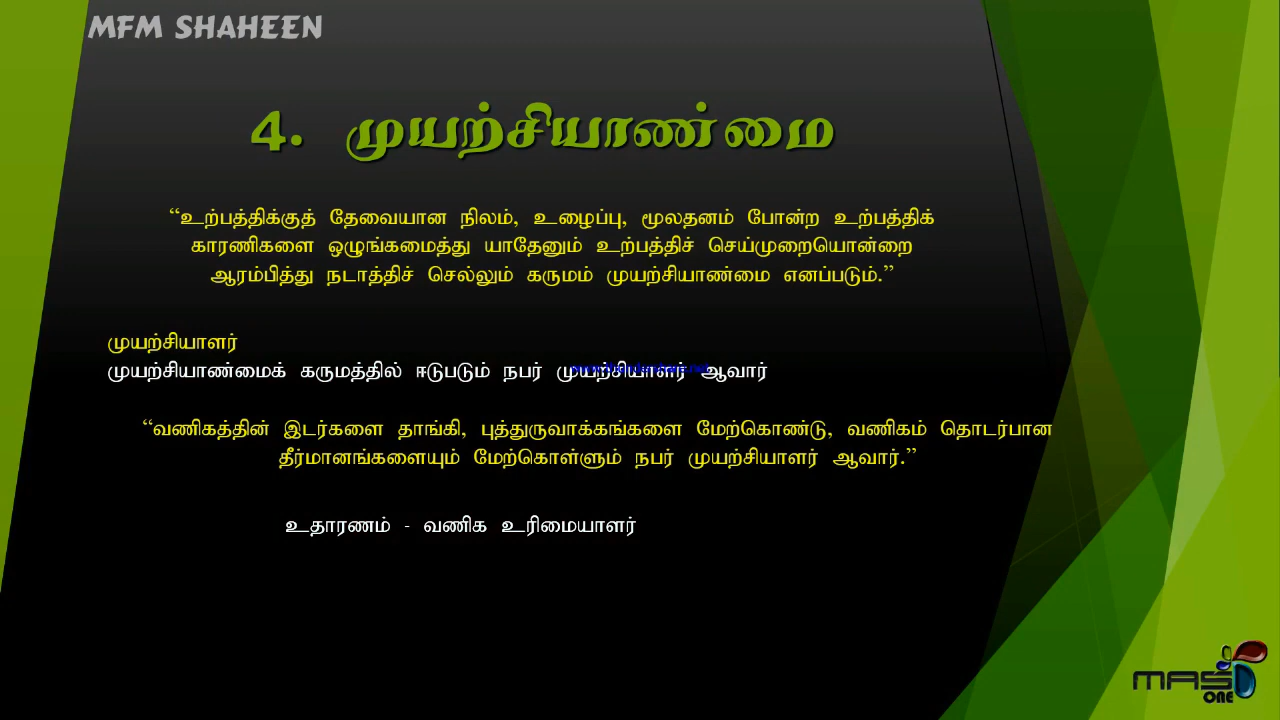 MFM SHAHEEN
4. முயற்சியாண்மை
“உற்பத்திக்குத் தேவையான நிலம், உழைப்பு, மூலதனம் போன்ற உற்பத்திக்
காரணிகளை ஒழுங்கமைத்து யாதேனும் உற்பத்திச் செய்முறையொன்றை
ஆரம்பித்து நடாத்திச் செல்லும் கருமம் முயற்சியாண்மை எனப்படும்.”
முயற்சியாளர்
முயற்சியாண்மைக் கருமத்தில் ஈடுபடும் நபர் முயற்சியாளர் ஆவார்
“வணிகத்தின் இடர்களை தாங்கி, புத்துருவாக்கங்களை மேற்கொண்டு, வணிகம் தொடர்பான
தீர்மானங்களையும் மேற்கொள்ளும் நபர் முயற்சியாளர் ஆவார்.”
உதாரணம் - வணிக உரிமையாளர்
MAS
ONE